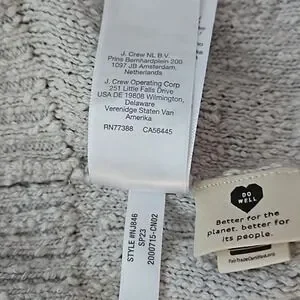 J. Crew NL B.V.
Prins Bernhardplein 200
1097 JB Amsterdam,
Netherlands
J. Crew Operating Corp
251 Little Falls Drive
USA DE 19808 Wilmington,
Delaware
Verenidge Staten Van
Amerika
RN77388 CA56445
STYLE #NJ846
SP23
2000715-CN02
DO
WELL
Better for the
planet, better for
its people.
FairTradeCertified.org